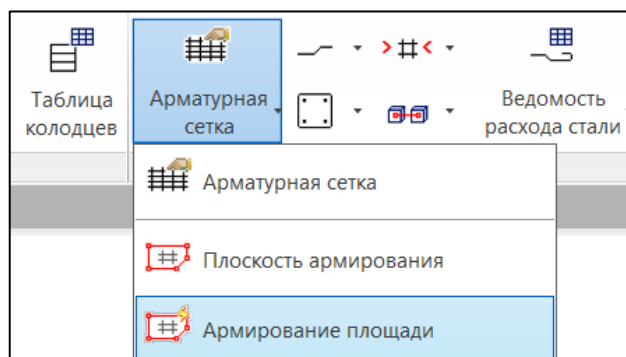 Таблица
колодцев
Арматурная
сетка
Ведомость
расхода стали
Арматурная сетка
Плоскость армирования
Армирование площади